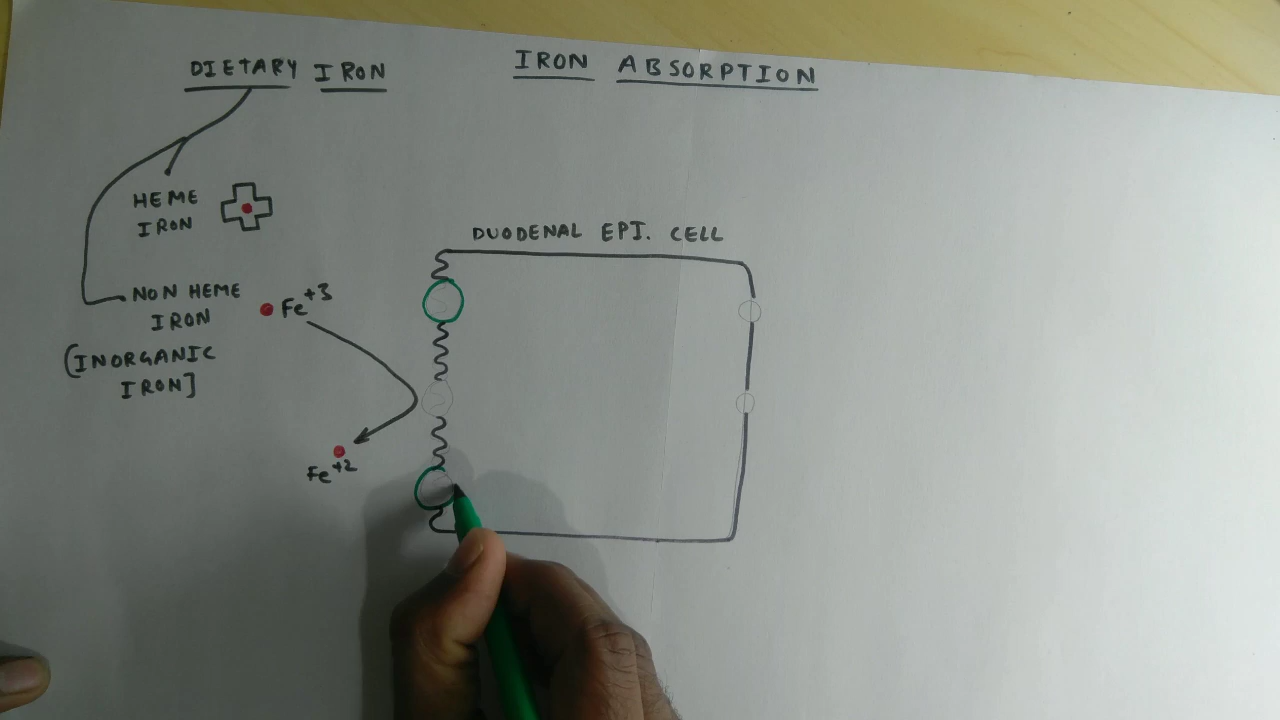 DIETARY IRON
IRON ABSORPTION
HEME
IRON
DUODENAL EPI. CELL
NON HEME
IRON
Fe+3
(INORGANIC
IRON]
Fe+2